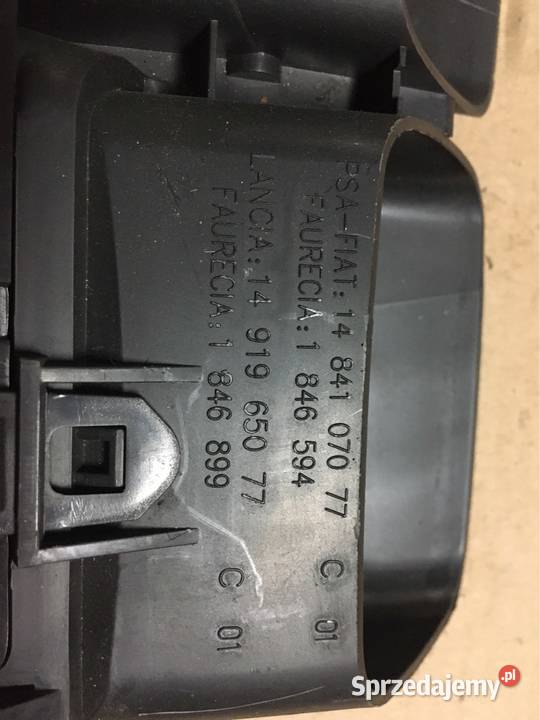 PSA-FIAT: 14 841 070 77 C 01
FAURECIA: 1 846 594
LANCIA: 14 919 650 77 C 01
FAURECIA: 1 846 899
Sprzedajemy.pl